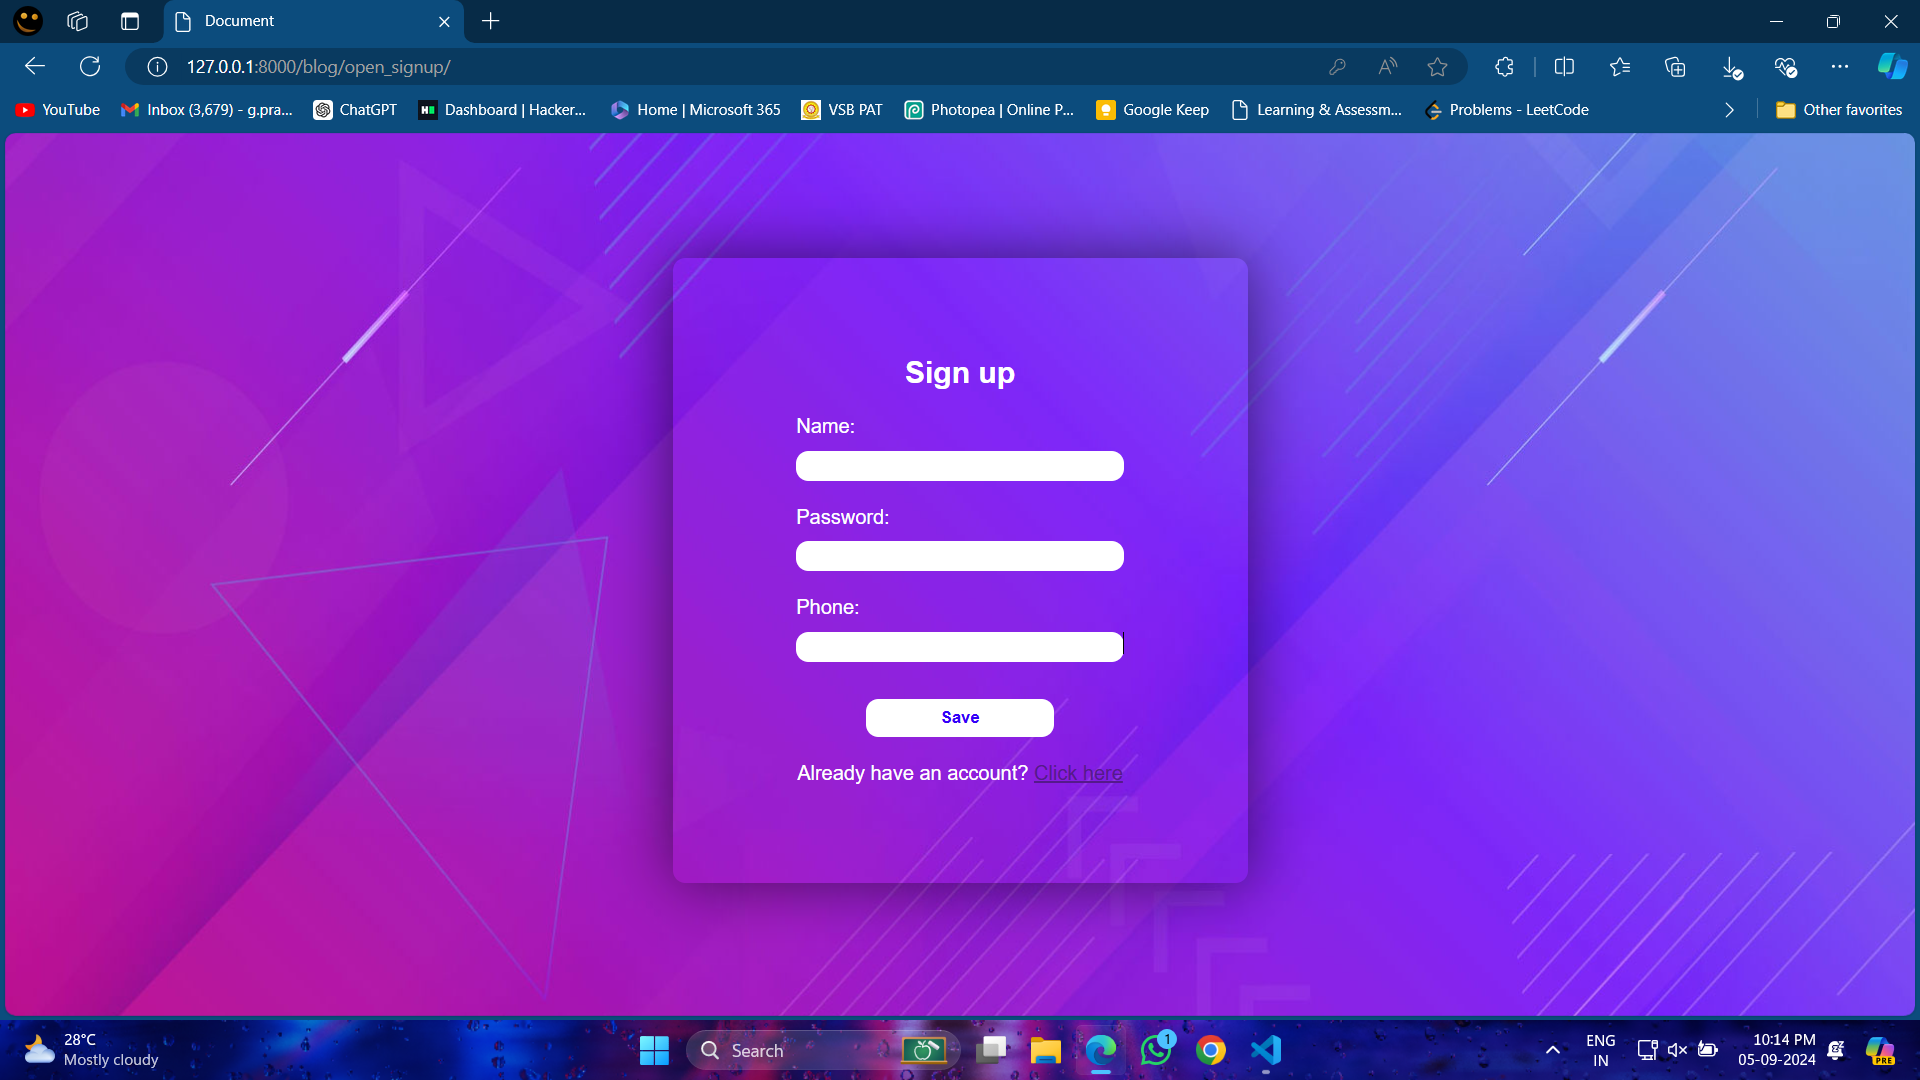 Document
127.0.0.1:8000/blog/open_signup/
YouTube
Inbox (3,679) - g.pra...
ChatGPT
Dashboard | Hacker...
Home | Microsoft 365
VSB PAT
Photopea | Online P...
Google Keep
Learning & Assessm...
Problems - LeetCode
Other favorites
Sign up
Name:
Password:
Phone:
Save
Already have an account? Click here
28°C
Mostly cloudy
Search
1
ENG
IN
10:14 PM
05-09-2024
PRE